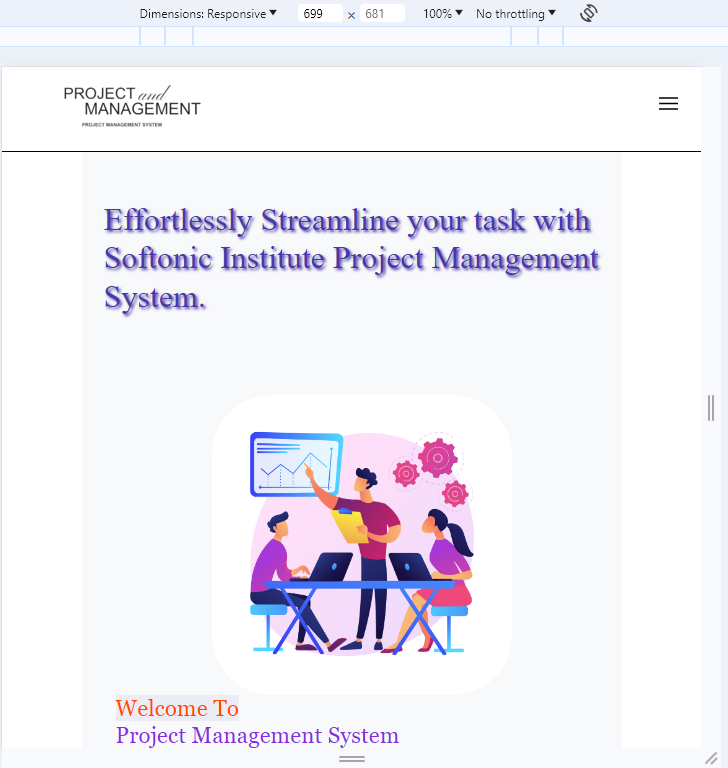 Dimensions: Responsive 699 x 681 100% No throttling
PROJECT and
MANAGEMENT
PROJECT MANAGEMENT SYSTEM
Effortlessly Streamline your task with
Softonic Institute Project Management
System.
Welcome To
Project Management System